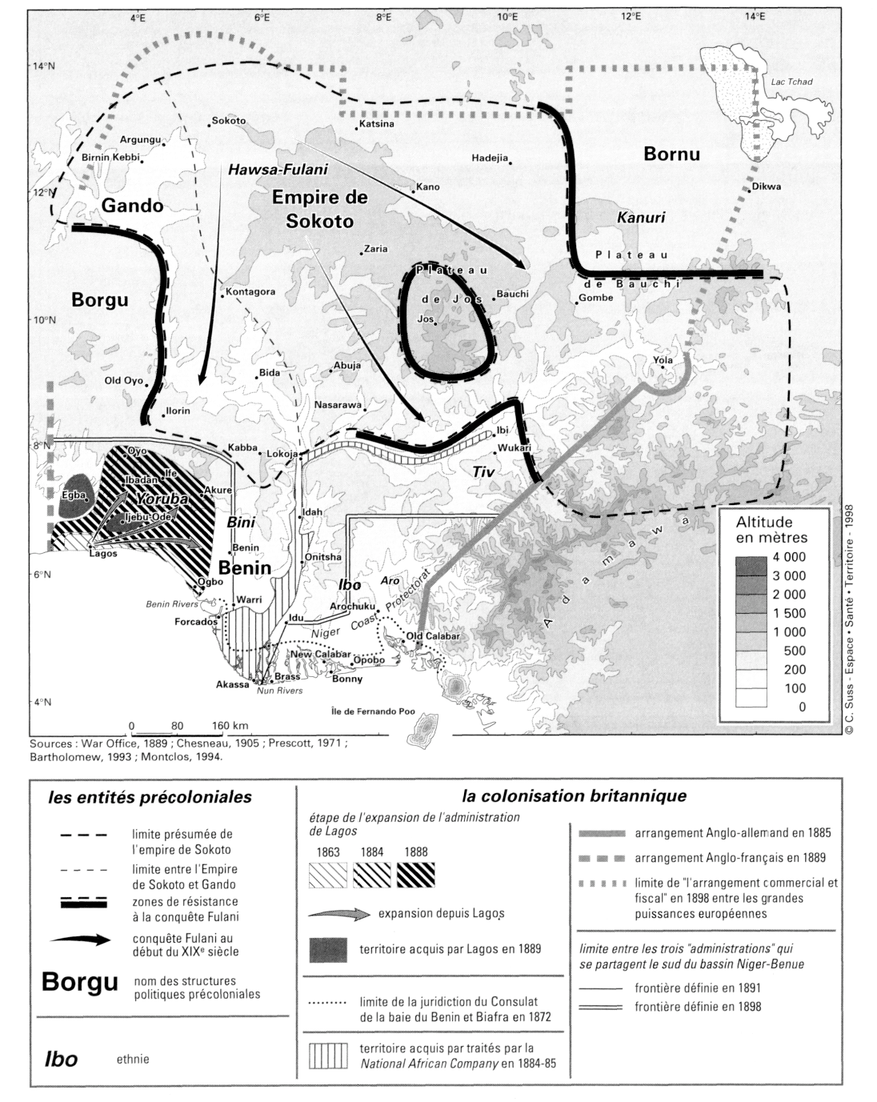 4°E 6°E 8°E 10°E 12°E 14°E
14°N
Lac Tchad
Sokoto
Katsina
Argungu
Birnin Kebbi
Hadejia
Bornu
Hawsa-Fulani
12°N
Kano
Dikwa
Gando
Empire de
Sokoto
Kanuri
Zaria
Plateau
de Bauchi
Plateau
de Jos
Borgu
Kontagora
Bauchi
Gombe
10°N
Jos
Old Oyo
Bida
Abuja
Yola
Ilorin
Nasarawa
8°N
Oyo
Kabba
Lokoja
Ibi
Wukari
Tiv
Ibadan
Ife
Egba
Yoruba
Akure
Ijebu-Ode
Bini
Idah
Lagos
Benin
Benin
Onitsha
6°N
Ogbo
Ibo
Aro
Adamawa
Benin Rivers
Warri
Arochuku
Forcados
Idu
Niger Coast Protectorat
Old Calabar
New Calabar
Opobo
Akassa
Brass
Bonny
Nun Rivers
4°N
Île de Fernando Poo
0 80 160 km
Altitude
en mètres
4 000
3 000
2 000
1 500
1 000
500
200
100
0
© C. Suss - Espace • Santé • Territoire - 1998
Sources : War Office, 1889 ; Chesneau, 1905 ; Prescott, 1971 ;
Bartholomew, 1993 ; Montclos, 1994.
les entités précoloniales
limite présumée de
l'empire de Sokoto
limite entre l'Empire
de Sokoto et Gando
zones de résistance
à la conquête Fulani
conquête Fulani au
début du XIXe siècle
Borgu
nom des structures
politiques précoloniales
Ibo
ethnie
la colonisation britannique
étape de l'expansion de l'administration
de Lagos
1863 1884 1888
expansion depuis Lagos
territoire acquis par Lagos en 1889
limite de la juridiction du Consulat
de la baie du Benin et Biafra en 1872
territoire acquis par traités par la
National African Company en 1884-85
arrangement Anglo-allemand en 1885
arrangement Anglo-français en 1889
limite de "l'arrangement commercial et
fiscal" en 1898 entre les grandes
puissances européennes
limite entre les trois "administrations" qui
se partagent le sud du bassin Niger-Benue
frontière définie en 1891
frontière définie en 1898